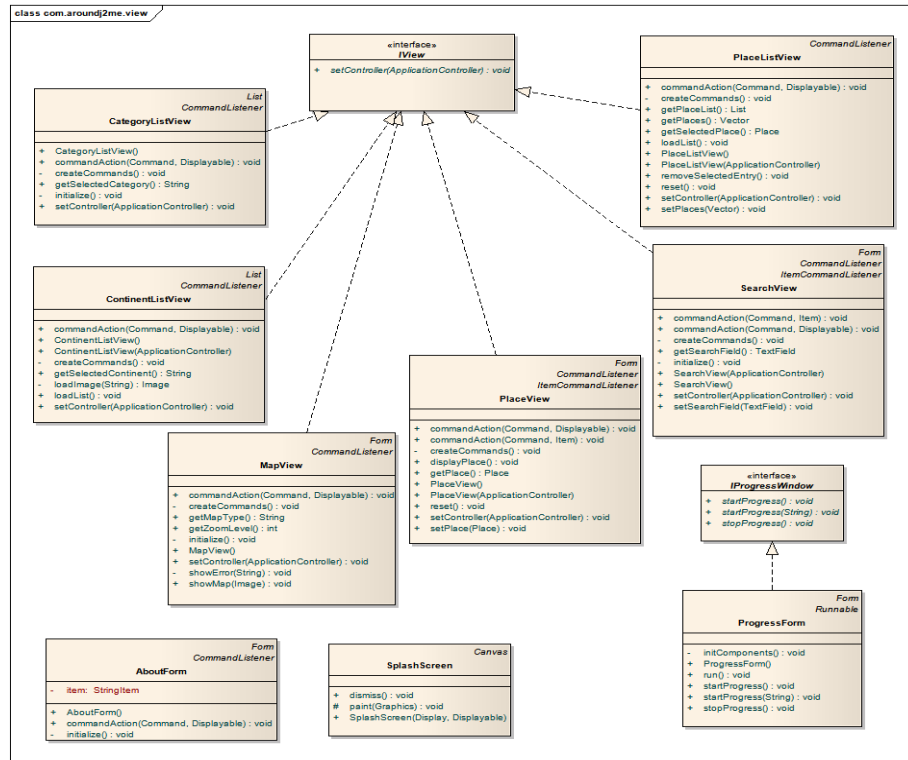 class com.aroundj2me.view
«interface»
IView
+ setController(ApplicationController) : void
CommandListener
PlaceListView
+ commandAction(Command, Displayable) : void
- createCommands() : void
+ getPlaceList() : List
+ getPlaces() : Vector
+ getSelectedPlace() : Place
+ loadList() : void
+ PlaceListView()
+ PlaceListView(ApplicationController)
+ removeSelectedEntry() : void
+ reset() : void
+ setController(ApplicationController) : void
+ setPlaces(Vector) : void
List
CommandListener
CategoryListView
+ CategoryListView()
+ commandAction(Command, Displayable) : void
- createCommands() : void
+ getSelectedCategory() : String
- initialize() : void
+ setController(ApplicationController) : void
Form
CommandListener
ItemCommandListener
SearchView
+ commandAction(Command, Item) : void
+ commandAction(Command, Displayable) : void
- createCommands() : void
+ getSearchField() : TextField
- initialize() : void
+ SearchView(ApplicationController)
+ SearchView()
+ setController(ApplicationController) : void
+ setSearchField(TextField) : void
List
CommandListener
ContinentListView
+ commandAction(Command, Displayable) : void
+ ContinentListView()
+ ContinentListView(ApplicationController)
- createCommands() : void
+ getSelectedContinent() : String
- loadImage(String) : Image
+ loadList() : void
+ setController(ApplicationController) : void
Form
CommandListener
ItemCommandListener
PlaceView
+ commandAction(Command, Displayable) : void
+ commandAction(Command, Item) : void
- createCommands() : void
+ displayPlace() : void
+ getPlace() : Place
+ PlaceView()
+ PlaceView(ApplicationController)
+ reset() : void
+ setController(ApplicationController) : void
+ setPlace(Place) : void
Form
CommandListener
MapView
+ commandAction(Command, Displayable) : void
- createCommands() : void
+ getMapType() : String
+ getZoomLevel() : int
- initialize() : void
+ MapView()
+ setController(ApplicationController) : void
- showError(String) : void
+ showMap(Image) : void
«interface»
IProgressWindow
+ startProgress() : void
+ startProgress(String) : void
+ stopProgress() : void
Form
Runnable
ProgressForm
- initComponents() : void
+ ProgressForm()
+ run() : void
+ startProgress() : void
+ startProgress(String) : void
+ stopProgress() : void
Form
CommandListener
AboutForm
- item: StringItem
+ AboutForm()
+ commandAction(Command, Displayable) : void
- initialize() : void
Canvas
SplashScreen
+ dismiss() : void
# paint(Graphics) : void
+ SplashScreen(Display, Displayable)